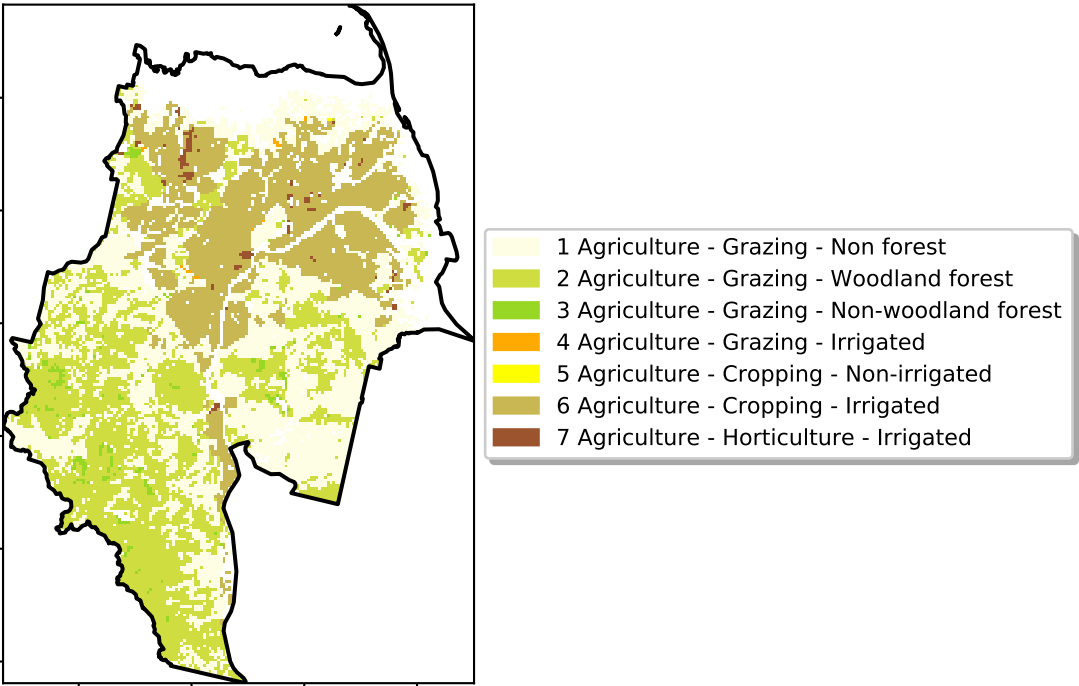 1 Agriculture - Grazing - Non forest
2 Agriculture - Grazing - Woodland forest
3 Agriculture - Grazing - Non-woodland forest
4 Agriculture - Grazing - Irrigated
5 Agriculture - Cropping - Non-irrigated
6 Agriculture - Cropping - Irrigated
7 Agriculture - Horticulture - Irrigated